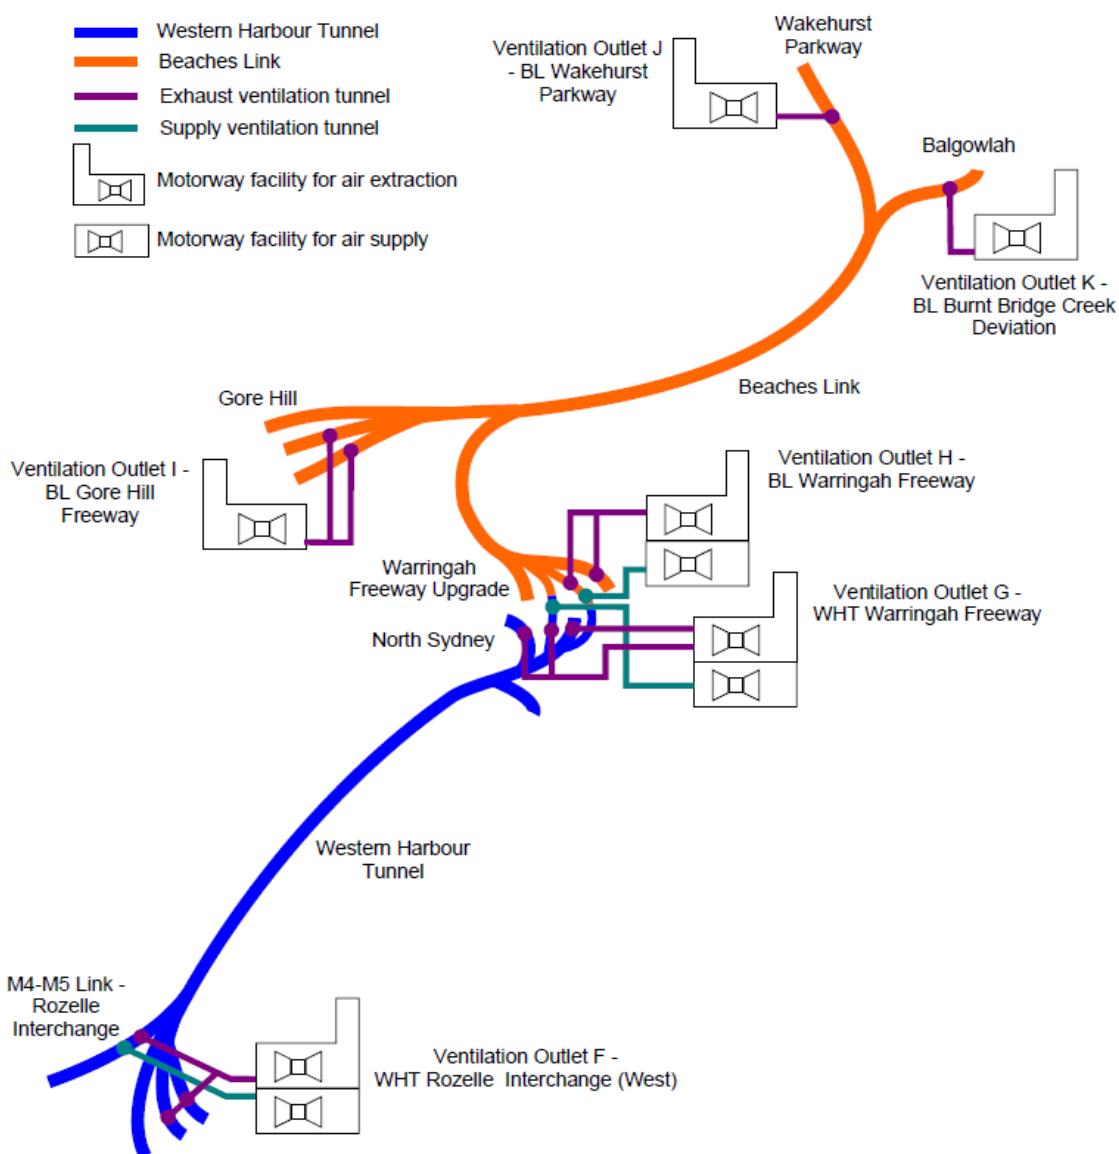 Western Harbour Tunnel
Beaches Link
Exhaust ventilation tunnel
Supply ventilation tunnel
Motorway facility for air extraction
Motorway facility for air supply
Ventilation Outlet J
- BL Wakehurst
Parkway
Wakehurst
Parkway
Balgowlah
Ventilation Outlet K -
BL Burnt Bridge Creek
Deviation
Beaches Link
Gore Hill
Ventilation Outlet I -
BL Gore Hill
Freeway
Ventilation Outlet H -
BL Warringah Freeway
Warringah
Freeway Upgrade
Ventilation Outlet G -
WHT Warringah Freeway
North Sydney
Western Harbour
Tunnel
M4-M5 Link -
Rozelle
Interchange
Ventilation Outlet F -
WHT Rozelle Interchange (West)